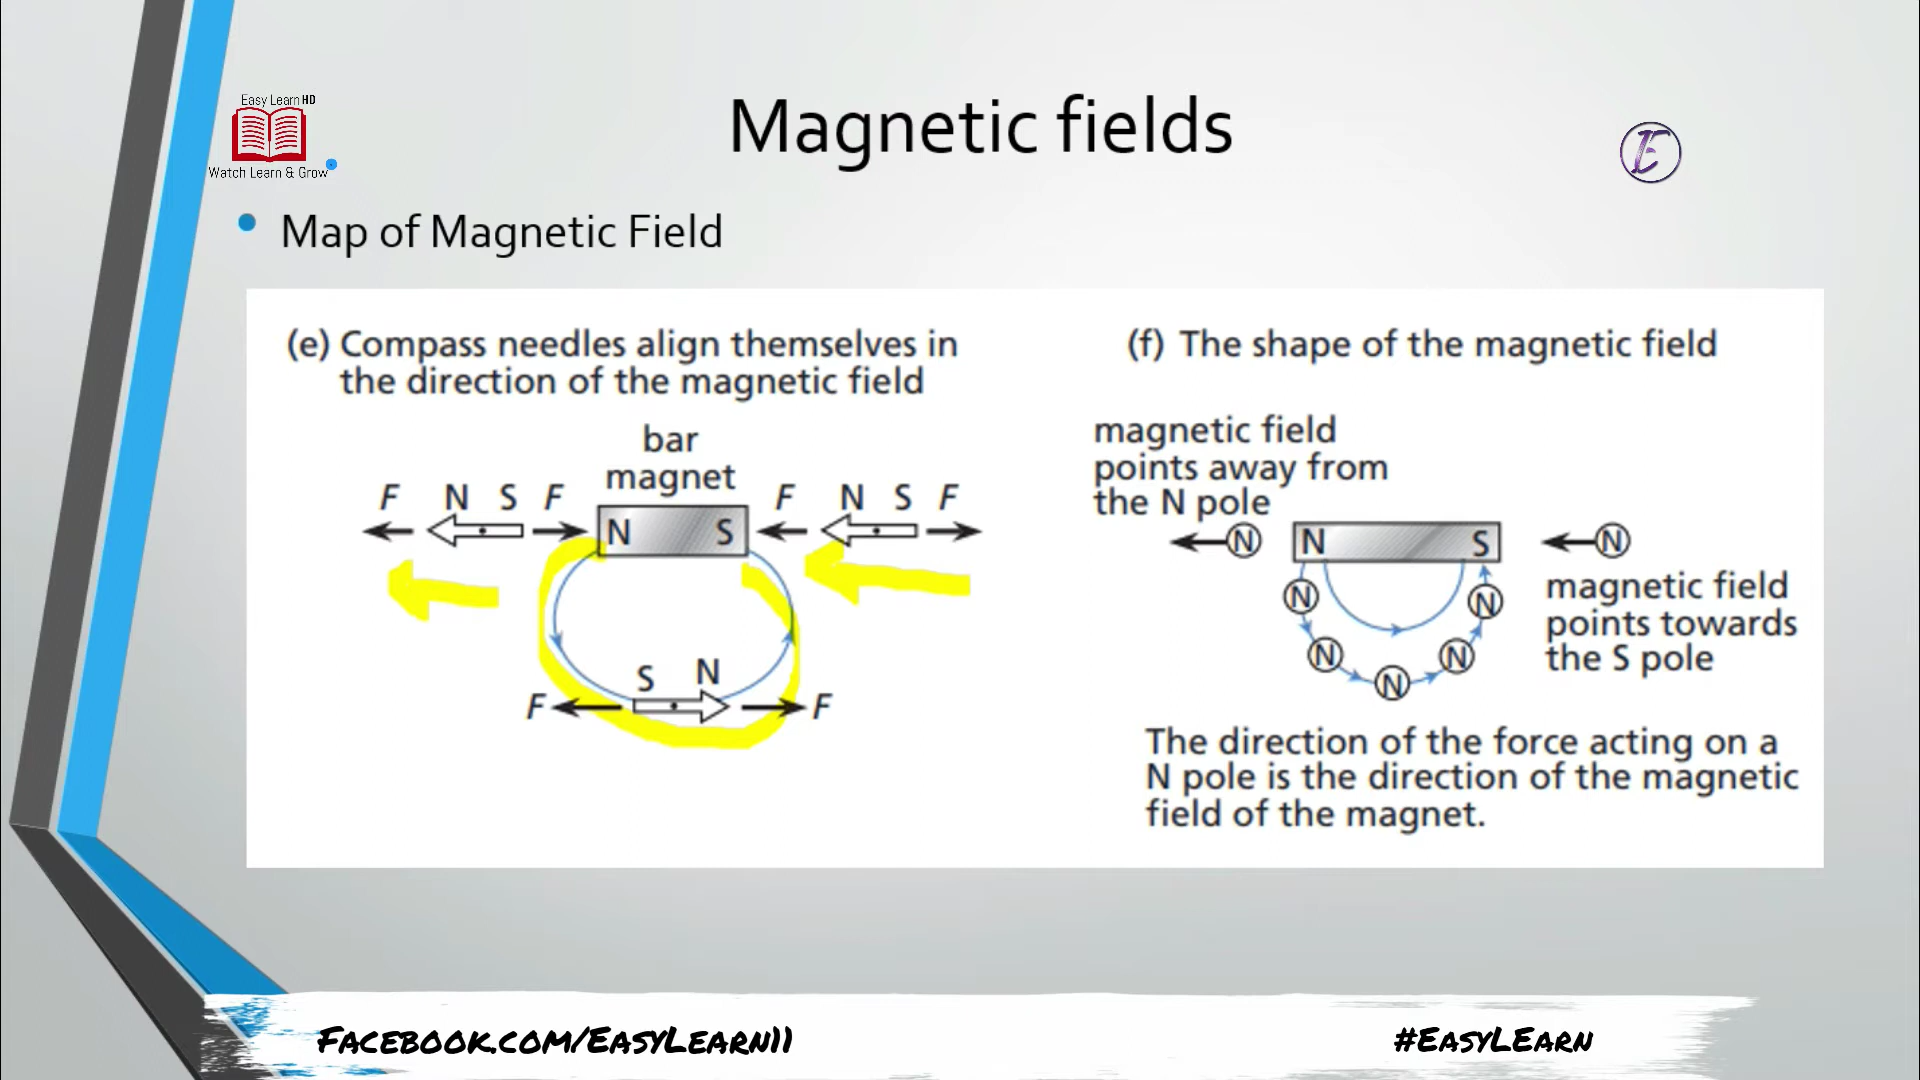 Easy Learn HD
Watch Learn & Grow
Magnetic fields
E
• Map of Magnetic Field
(e) Compass needles align themselves in
the direction of the magnetic field
bar
magnet
F N S F
N S
F N S F
S N
F F
(f) The shape of the magnetic field
magnetic field
points away from
the N pole
N N S N
N N
N N
N
magnetic field
points towards
the S pole
The direction of the force acting on a
N pole is the direction of the magnetic
field of the magnet.
Facebook.com/EasyLearn11
#EasyLEarn